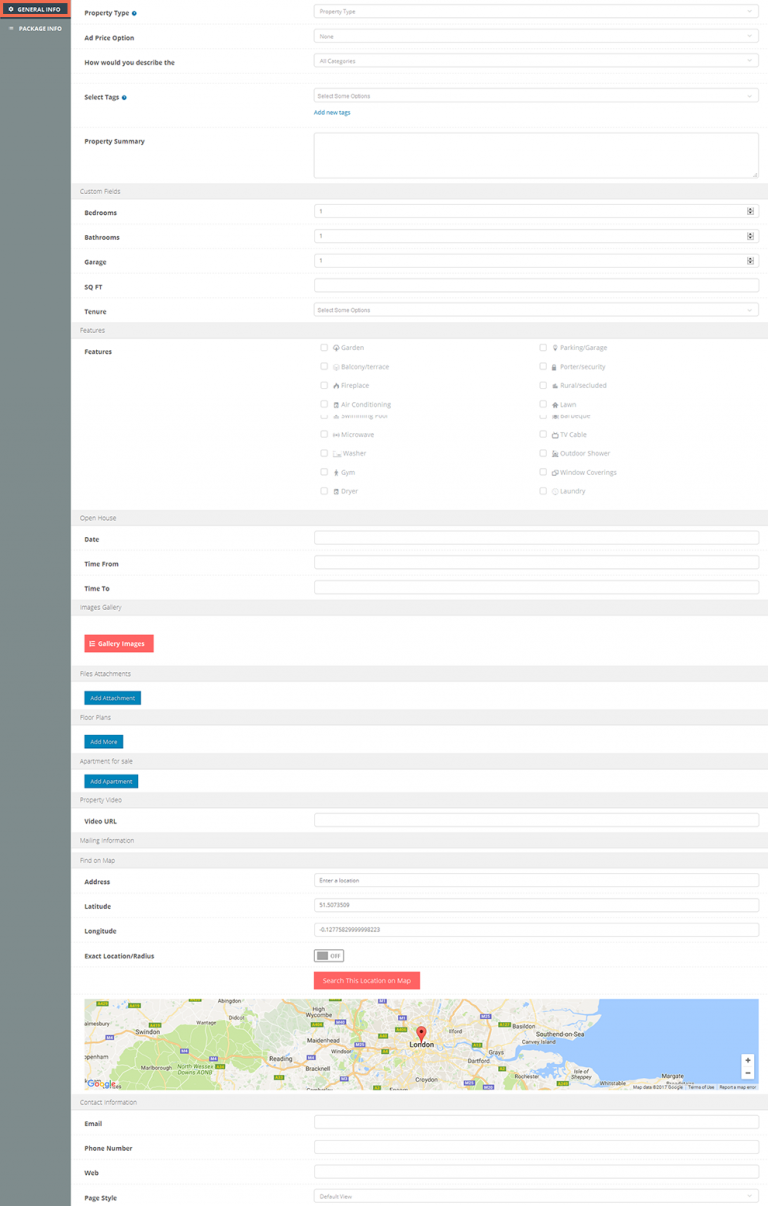 GENERAL INFO
PACKAGE INFO
Property Type
Property Type
Ad Price Option
None
How would you describe the
All Categories
Select Tags
Select Some Options
Add new tags
Property Summary
Custom Fields
Bedrooms
1
Bathrooms
1
Garage
1
SQ FT
Tenure
Select Some Options
Features
Features
Garden
Parking/Garage
Balcony/terrace
Porter/security
Fireplace
Rural/secluded
Air Conditioning
Lawn
Microwave
TV Cable
Washer
Outdoor Shower
Gym
Window Coverings
Dryer
Laundry
Open House
Date
Time From
Time To
Images Gallery
Gallery Images
Files Attachments
Add Attachment
Floor Plans
Add More
Apartment for sale
Add Apartment
Property Video
Video URL
Mailing Information
Find on Map
Address
Enter a location
Latitude
51.5073509
Longitude
-0.12775829999998223
Exact Location/Radius
OFF
Search This Location on Map
Abingdon
Didcot
High Wycombe
Wantage
Swindon
Maidenhead
Windsor
Reading
Bracknell
Marlborough
North Wessex Downs AONB
London
Ilford
Basildon
Southend-on-Sea
Canvey Island
Grays
Dartford
Croydon
Rochester
Isle of Sheppey
Whitstable
Margate
Google
Map data ©2017 Google
Terms of Use
Report a map error
Contact Information
Email
Phone Number
Web
Page Style
Default View